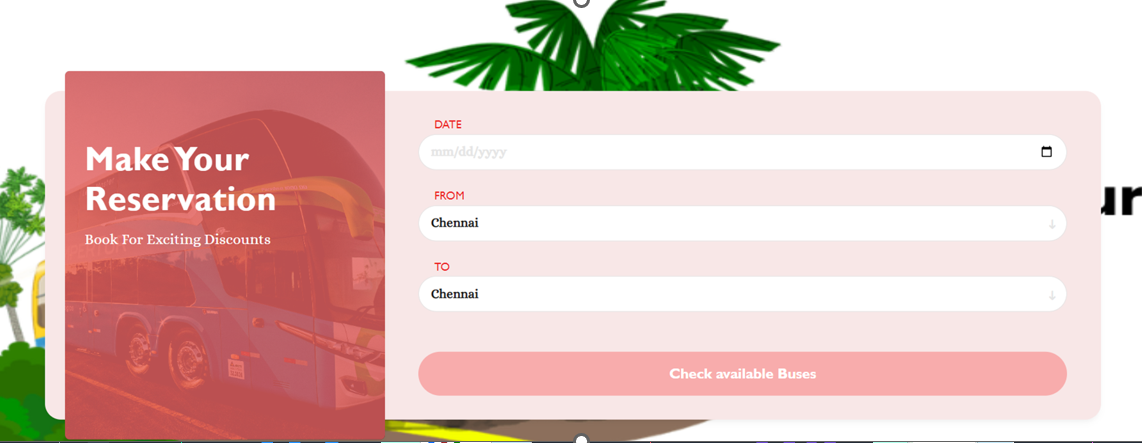 Make Your
Reservation
Book For Exciting Discounts
DATE
mm/dd/yyyy
FROM
Chennai
TO
Chennai
Check available Buses
ur